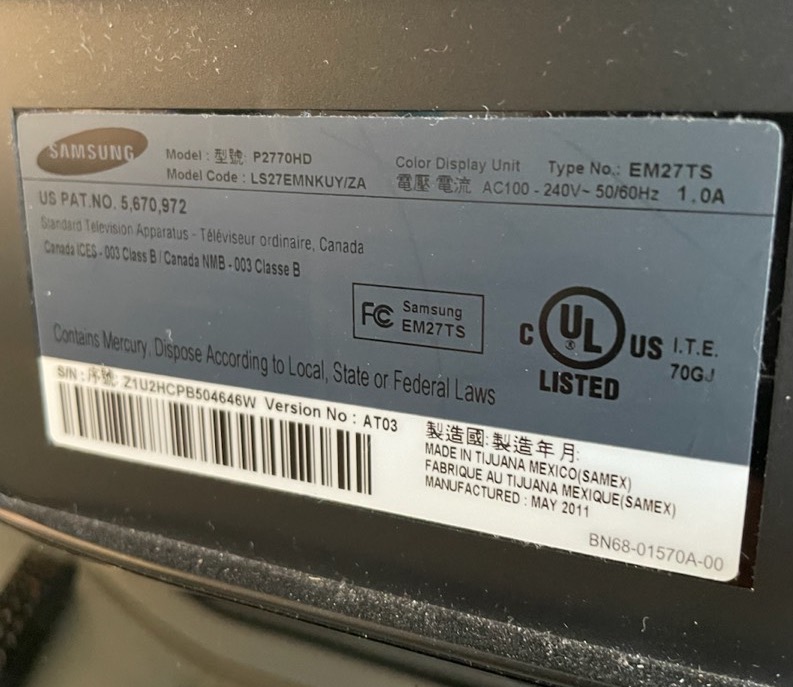 SAMSUNG
Model : 型號: P2770HD
Model Code : LS27EMNKUY/ZA
Color Display Unit Type No.: EM27TS
電壓 電流 AC100 - 240V~ 50/60Hz 1.0A
US PAT.NO. 5,670,972
Standard Television Apparatus - Téléviseur ordinaire, Canada
Canada ICES - 003 Class B / Canada NMB - 003 Classe B
FC Samsung
EM27TS
C UL US I.T.E.
® 70GJ
LISTED
Contains Mercury, Dispose According to Local, State or Federal Laws
S/N : 序號: Z1U2HCPB504646W Version No : AT03
製造國: 製造年月:
MADE IN TIJUANA MEXICO(SAMEX)
FABRIQUE AU TIJUANA MEXIQUE(SAMEX)
MANUFACTURED : MAY 2011
BN68-01570A-00